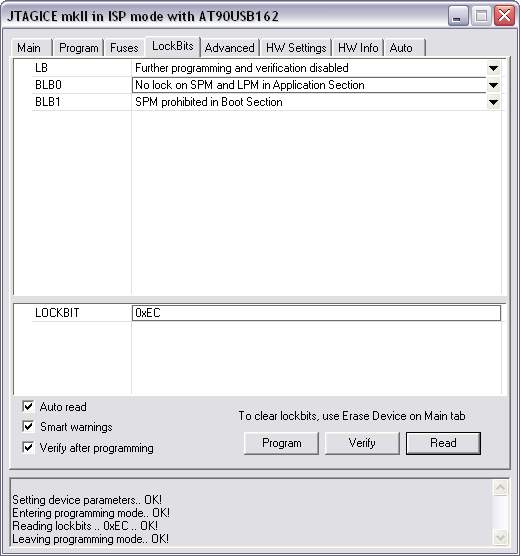 JTAGICE mkII in ISP mode with AT90USB162
Main Program Fuses LockBits Advanced HW Settings HW Info Auto
LB Further programming and verification disabled
BLB0 No lock on SPM and LPM in Application Section
BLB1 SPM prohibited in Boot Section
LOCKBIT 0xEC
Auto read
Smart warnings
Verify after programming
To clear lockbits, use Erase Device on Main tab
Program Verify Read
Setting device parameters.. OK!
Entering programming mode.. OK!
Reading lockbits .. 0xEC .. OK!
Leaving programming mode.. OK!